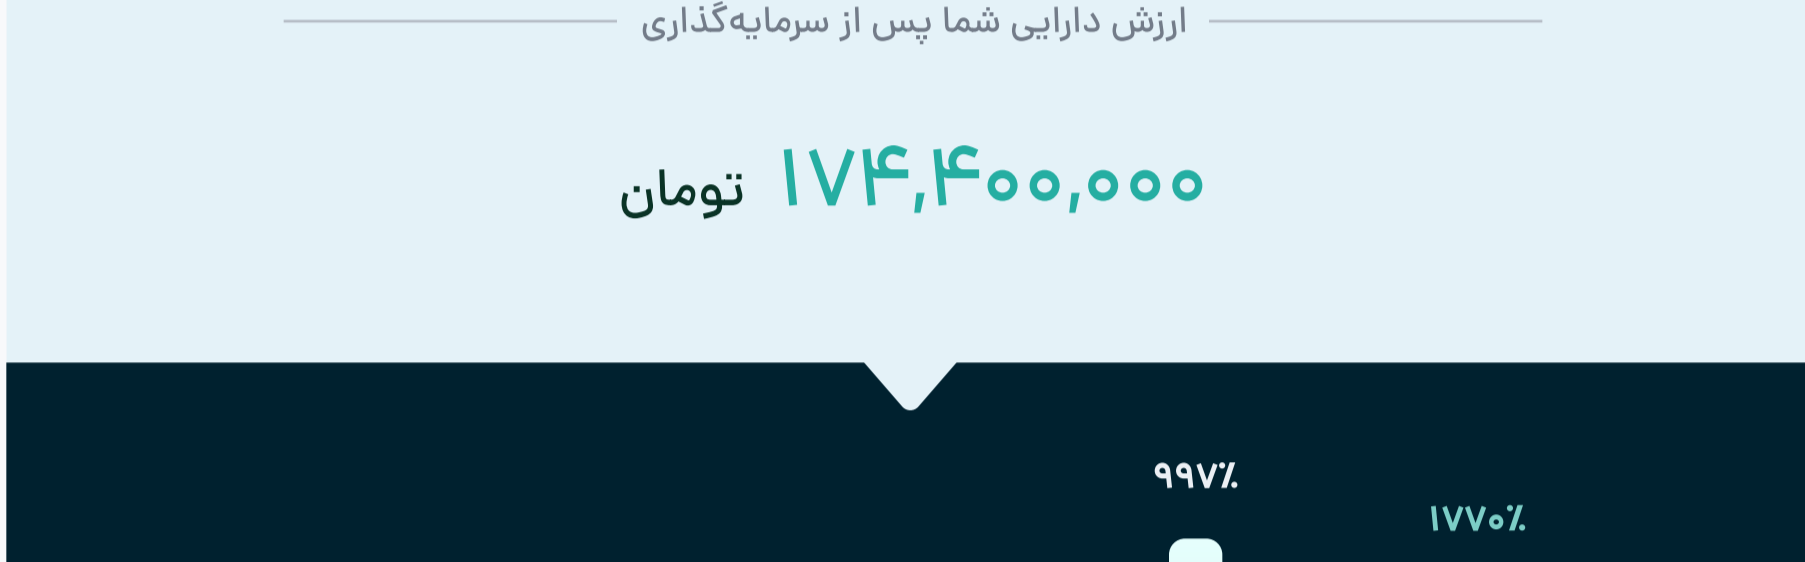 ارزش دارایی شما پس از سرمایه‌گذاری
۱۷۴,۴۰۰,۰۰۰ تومان
۹۹۷٪
۱۷۷۰٪